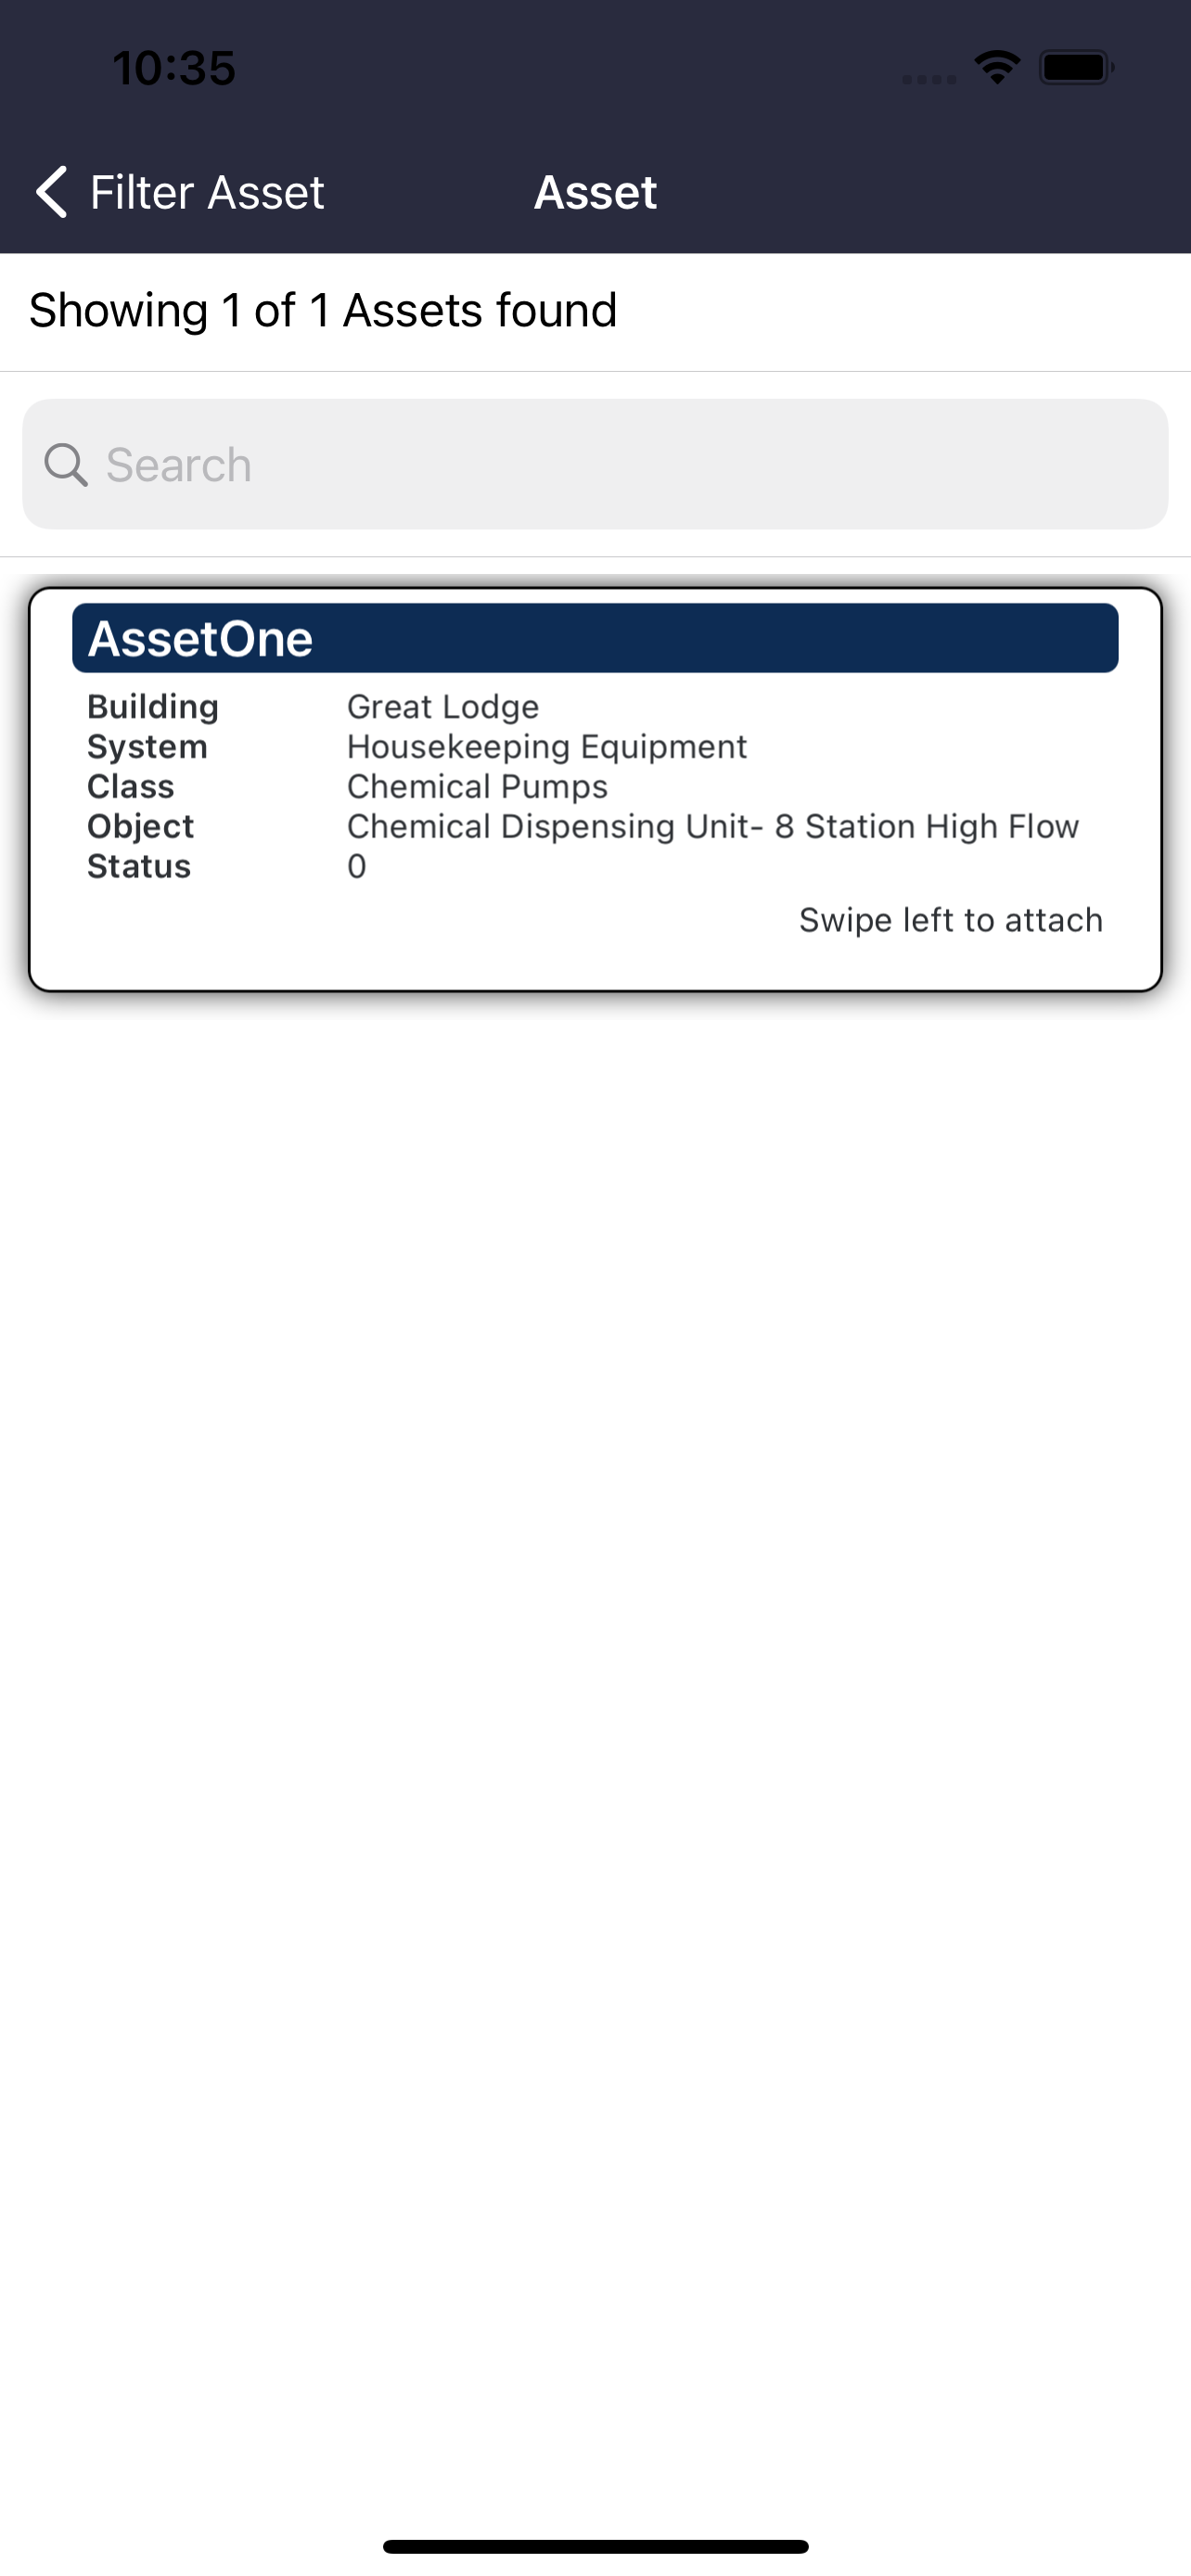 10:35
Filter Asset
Asset
Showing 1 of 1 Assets found
Search
AssetOne
Building Great Lodge
System Housekeeping Equipment
Class Chemical Pumps
Object Chemical Dispensing Unit- 8 Station High Flow
Status 0
Swipe left to attach